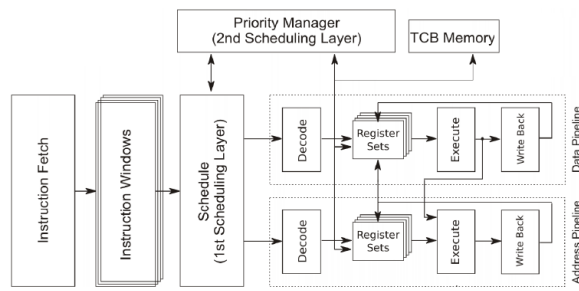 Priority Manager
(2nd Scheduling Layer)
TCB Memory
Instruction Fetch
Instruction Windows
Schedule
(1st Scheduling Layer)
Decode
Register
Sets
Execute
Write Back
Data Pipeline
Decode
Register
Sets
Execute
Write Back
Address Pipeline